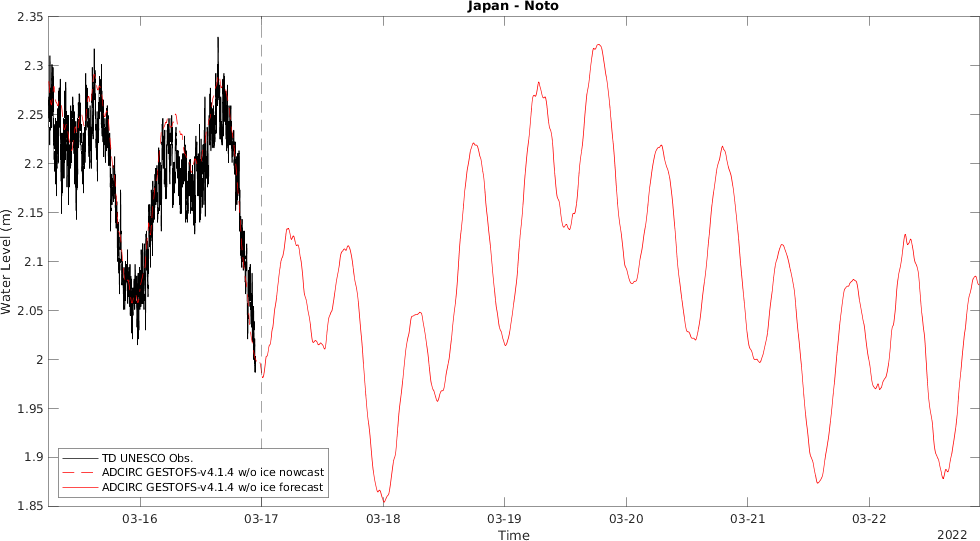 Japan - Noto
2.35
2.3
2.25
2.2
2.15
2.1
2.05
2
1.95
1.9
1.85
Water Level (m)
TD UNESCO Obs.
ADCIRC GESTOFS-v4.1.4 w/o ice nowcast
ADCIRC GESTOFS-v4.1.4 w/o ice forecast
03-16 03-17 03-18 03-19 03-20 03-21 03-22
Time
2022